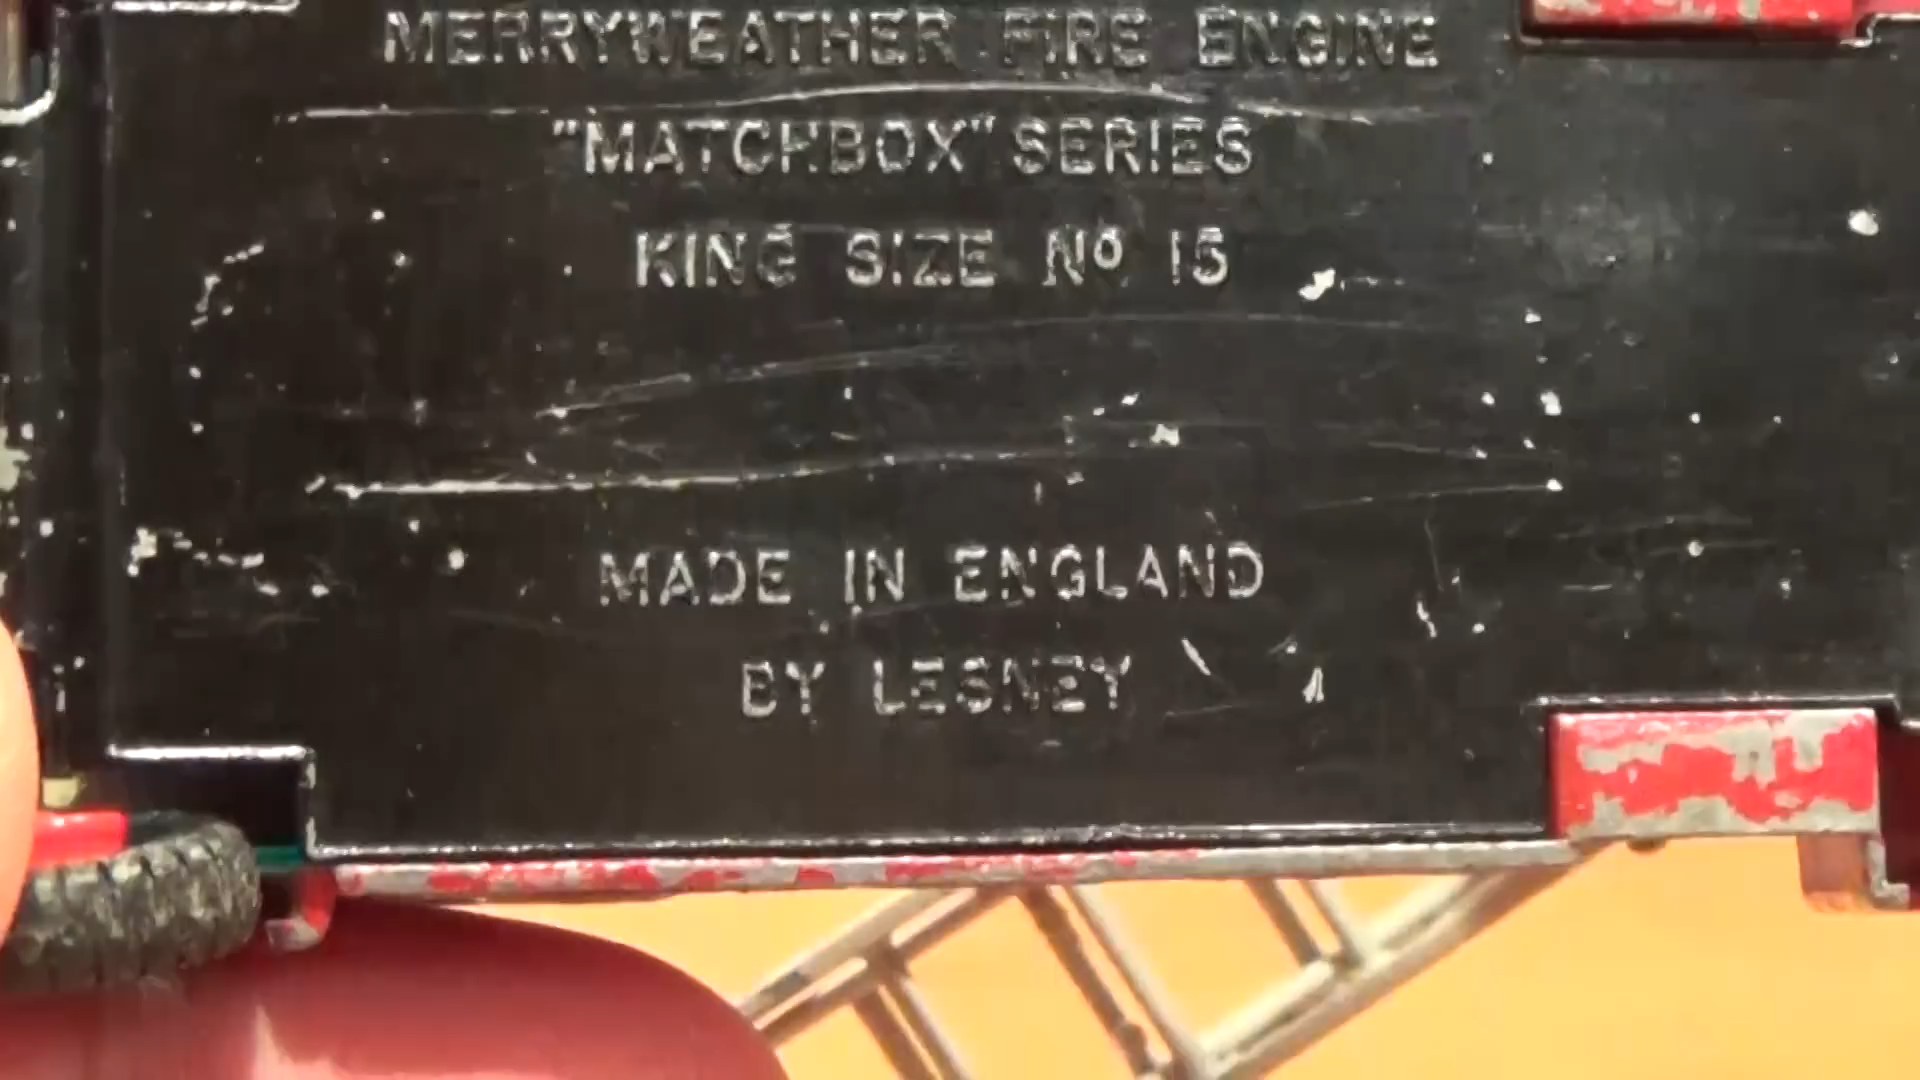 MERRYWEATHER FIRE ENGINE
"MATCHBOX" SERIES
KING SIZE Nº 15
MADE IN ENGLAND
BY LESNEY